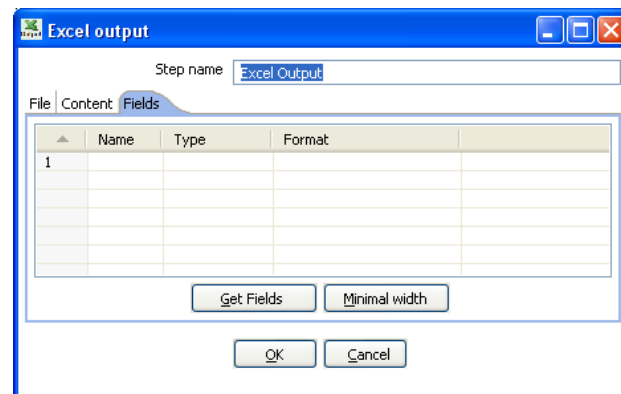 Excel output
Step name Excel Output
File Content Fields
Name Type Format
1
Get Fields Minimal width
OK Cancel